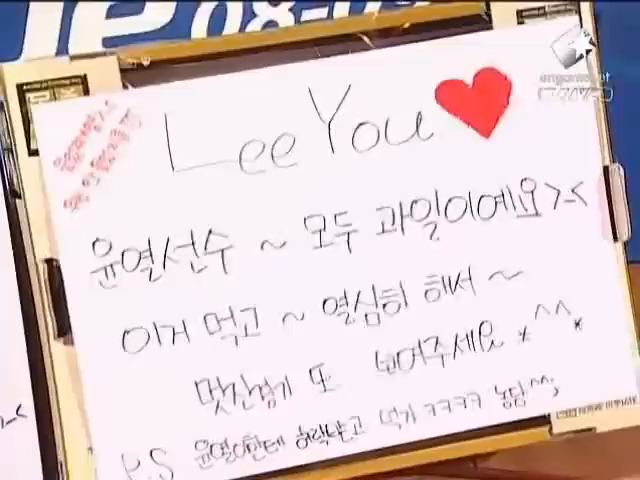 Lee You
윤열선수 ~ 모두 과일이예요>.<
이거 먹고 ~ 열심히 해서 ~
멋진경기 또 보여주세요 *^^*
P.S 윤열이한테 허락받고 먹기 ㅋㅋㅋㅋ 농담^^;